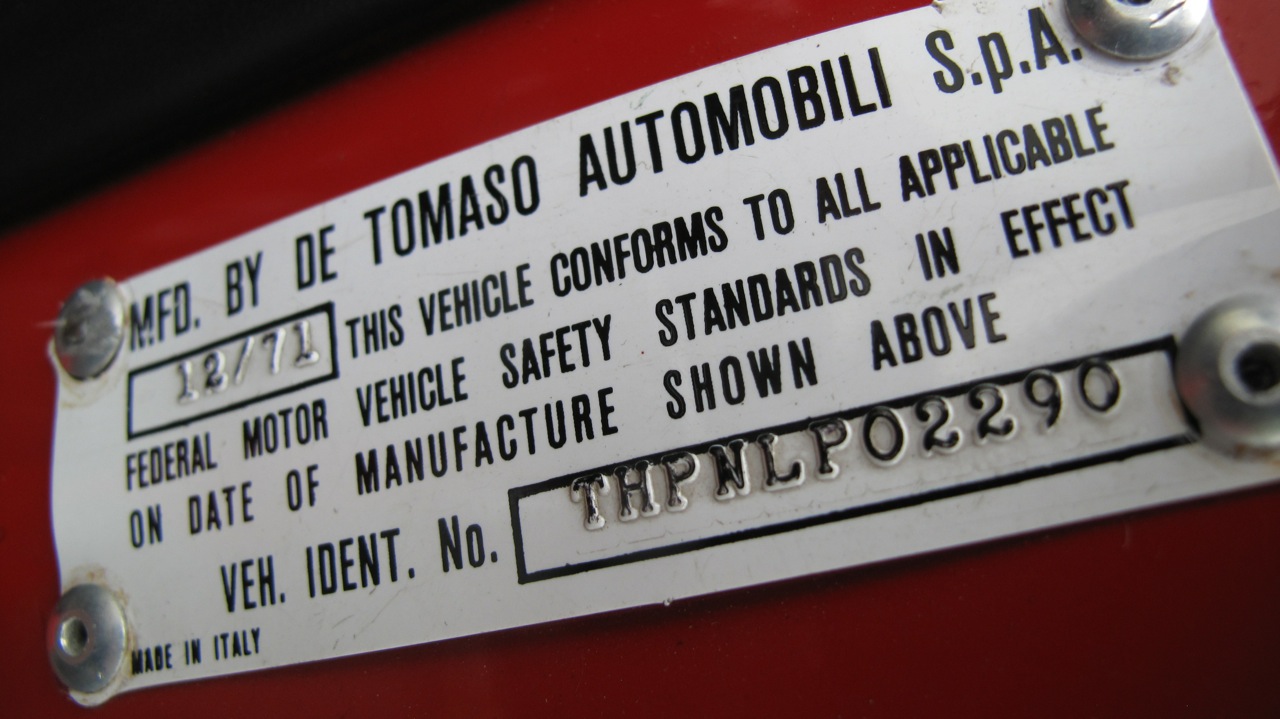 MFD. BY DE TOMASO AUTOMOBILI S.p.A.
12/71 THIS VEHICLE CONFORMS TO ALL APPLICABLE
FEDERAL MOTOR VEHICLE SAFETY STANDARDS IN EFFECT
ON DATE OF MANUFACTURE SHOWN ABOVE
VEH. IDENT. No. THPNLP02290
MADE IN ITALY